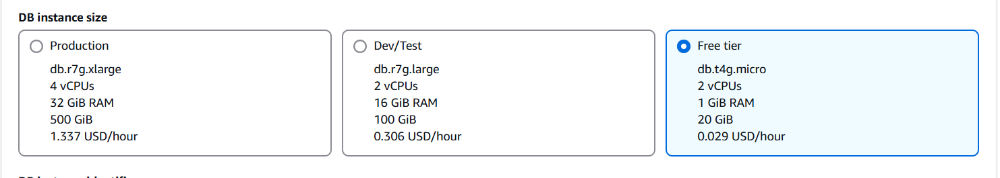 DB instance size
Production
db.r7g.xlarge
4 vCPUs
32 GiB RAM
500 GiB
1.337 USD/hour
Dev/Test
db.r7g.large
2 vCPUs
16 GiB RAM
100 GiB
0.306 USD/hour
Free tier
db.t4g.micro
2 vCPUs
1 GiB RAM
20 GiB
0.029 USD/hour